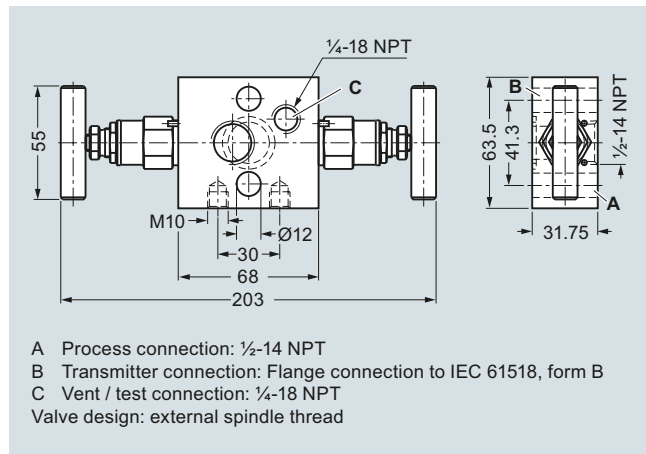 ¼-18 NPT
C
B
A
55
63.5
41.3
½-14 NPT
31.75
M10
Ø12
30
68
203
A Process connection: ½-14 NPT
B Transmitter connection: Flange connection to IEC 61518, form B
C Vent / test connection: ¼-18 NPT
Valve design: external spindle thread